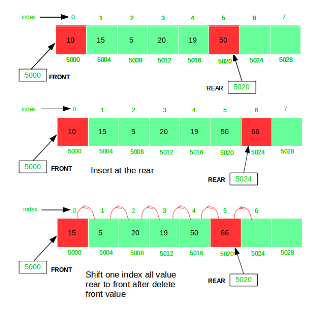 index 0 1 2 3 4 5 6 7
10 15 5 20 19 50
5000 5004 5008 5012 5016 5020 5024 5028
5000 FRONT
REAR 5020
index 0 1 2 3 4 5 6 7
10 15 5 20 19 50 66
5000 5004 5008 5012 5016 5020 5024 5028
5000 FRONT
Insert at the rear
REAR 5024
index 0 1 2 3 4 5 6
15 5 20 19 50 66
5000 5004 5008 5012 5016 5020 5024 5028
5000 FRONT
Shift one index all value
rear to front after delete
front value
REAR 5020